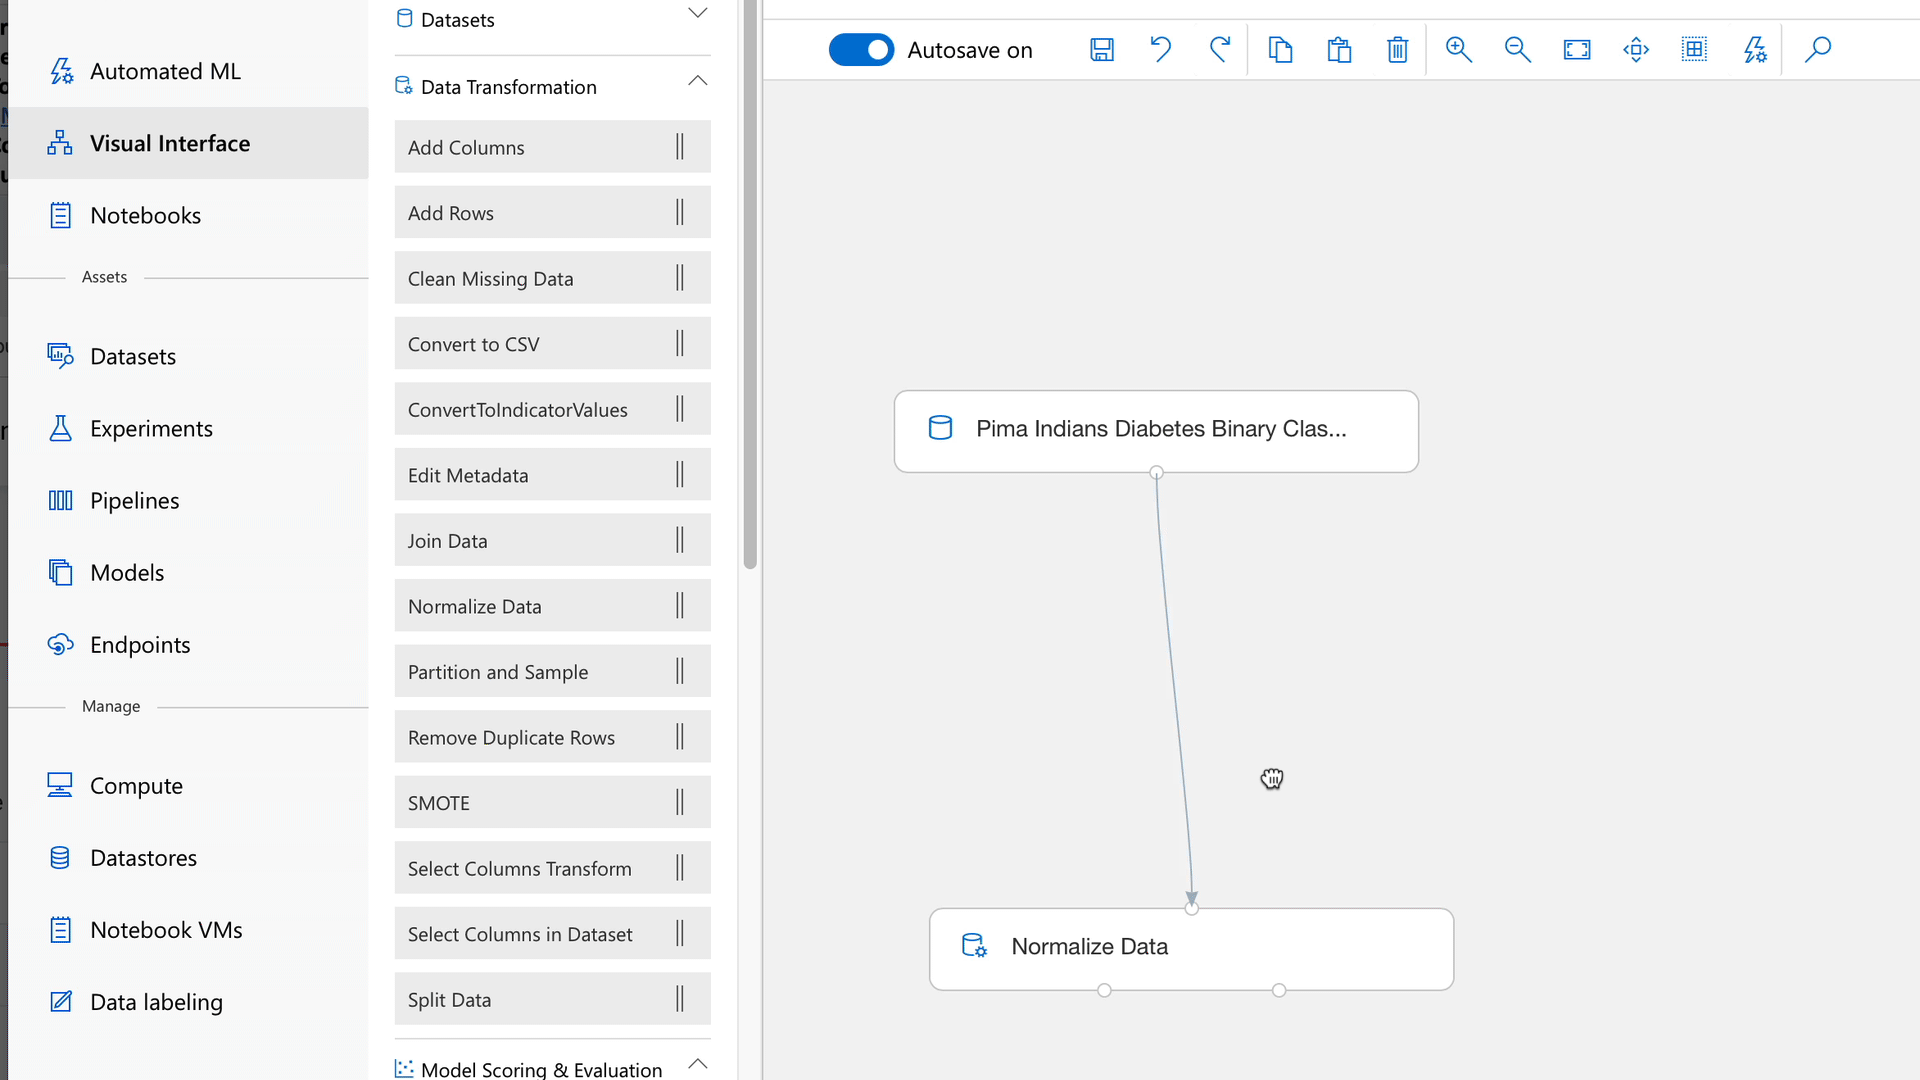 Automated ML
Visual Interface
Notebooks
Assets
Datasets
Experiments
Pipelines
Models
Endpoints
Manage
Compute
Datastores
Notebook VMs
Data labeling
Datasets
Data Transformation
Add Columns
Add Rows
Clean Missing Data
Convert to CSV
ConvertToIndicatorValues
Edit Metadata
Join Data
Normalize Data
Partition and Sample
Remove Duplicate Rows
SMOTE
Select Columns Transform
Select Columns in Dataset
Split Data
Model Scoring & Evaluation
Autosave on
Pima Indians Diabetes Binary Clas...
Normalize Data